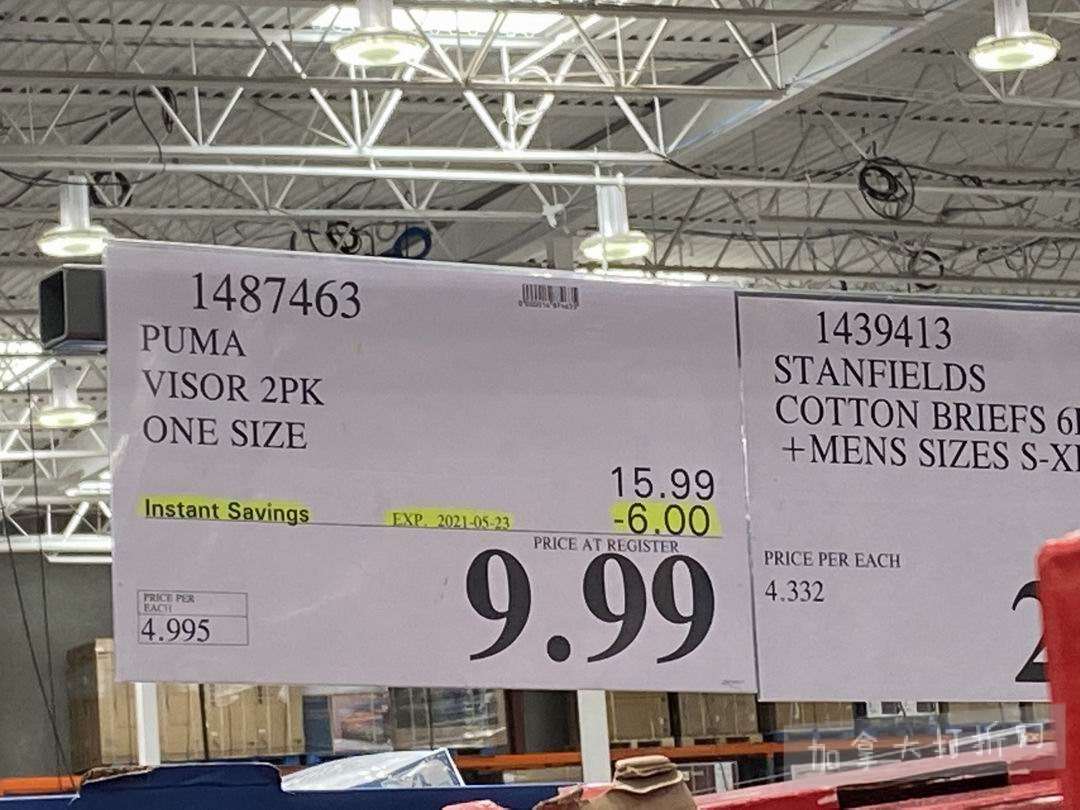 1487463
PUMA
VISOR 2PK
ONE SIZE
15.99
Instant Savings
EXP. 2021-05-23
-6.00
PRICE AT REGISTER
9.99
PRICE PER
EACH
4.995
1439413
STANFIELDS
COTTON BRIEFS 6
+MENS SIZES S-X
PRICE PER EACH
4.332
2
加拿大打折网